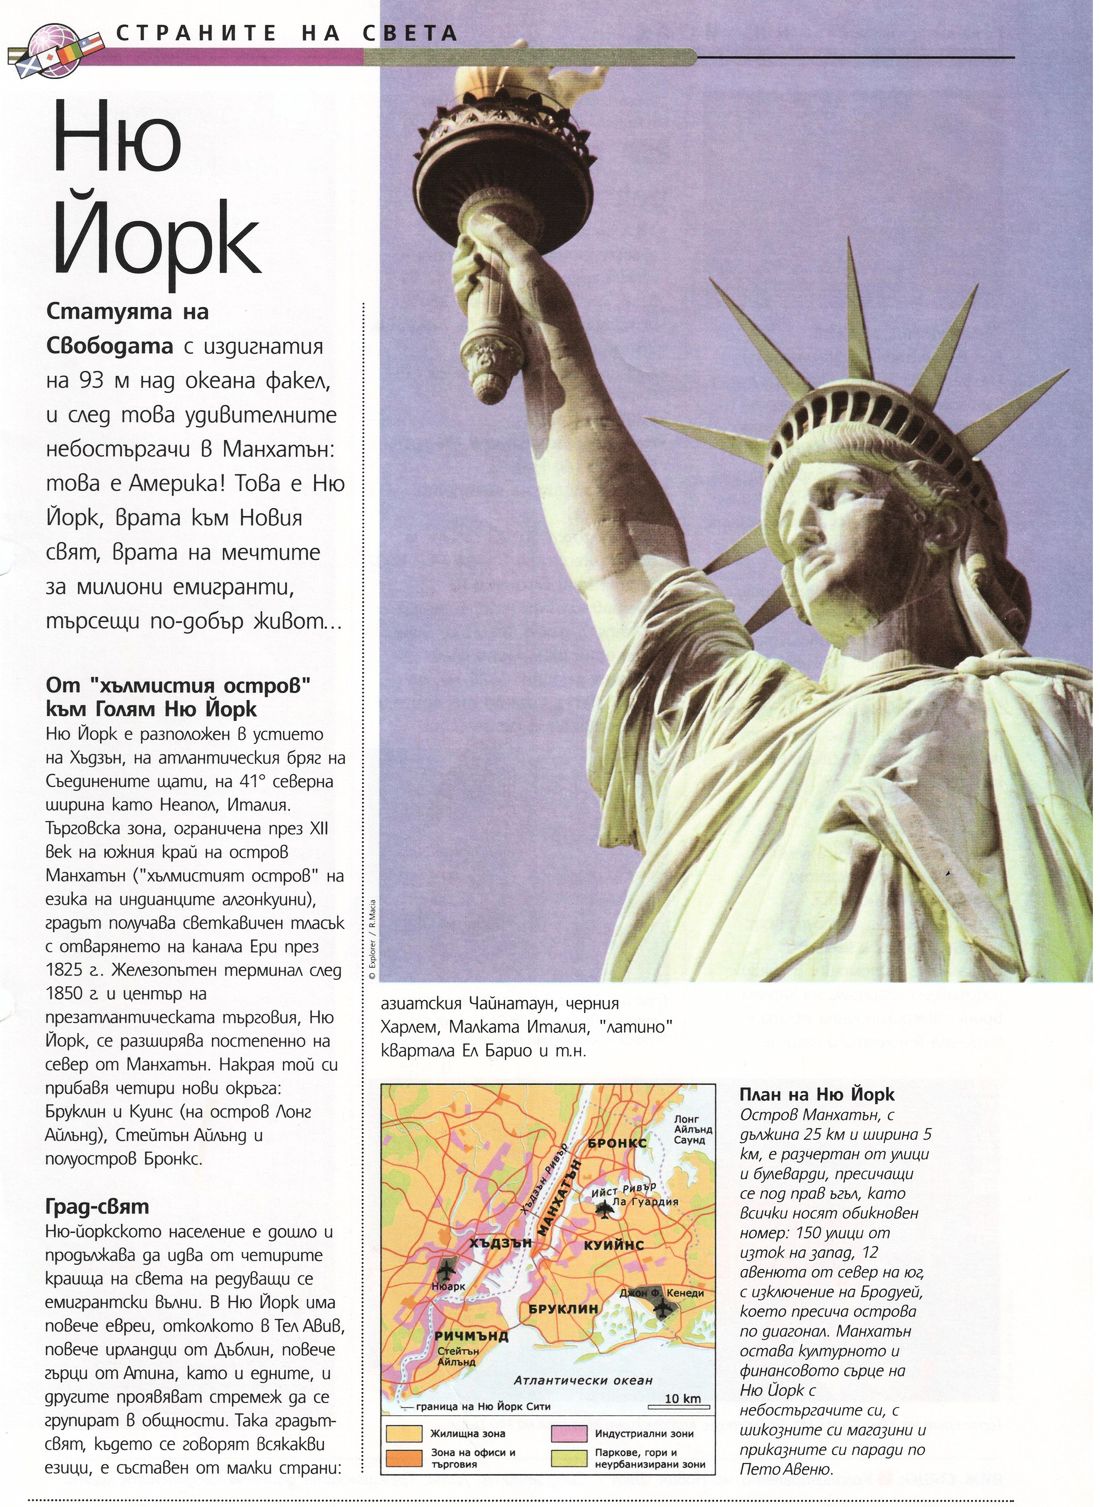 СТРАНИТЕ НА СВЕТА
Ню
Йорк
Статуята на
Свободата с издигнатия
на 93 м над океана факел,
и след това удивителните
небостъргачи в Манхатън:
това е Америка! Това е Ню
Йорк, врата към Новия
свят, врата на мечтите
за милиони емигранти,
търсещи по-добър живот...
От "хълмистия остров"
към Голям Ню Йорк
Ню Йорк е разположен в устието
на Хъдзън, на атлантическия бряг на
Съединените щати, на 41° северна
ширина като Неапол, Италия.
Търговска зона, ограничена през XII
век на южния край на остров
Манхатън ("хълмистият остров" на
езика на индианците алгонкуини),
градът получава светкавичен тласък
с отварянето на канала Ери през
1825 г. Железопътен терминал след
1850 г. и център на
презатлантическата търговия, Ню
Йорк, се разширява постепенно на
север от Манхатън. Накрая той си
прибавя четири нови окръга:
Бруклин и Куинс (на остров Лонг
Айлънд), Стейтън Айлънд и
полуостров Бронкс.
Град-свят
Ню-йоркското население е дошло и
продължава да идва от четирите
краища на света на редуващи се
емигрантски вълни. В Ню Йорк има
повече евреи, отколкото в Тел Авив,
повече ирландци от Дъблин, повече
гърци от Атина, като и едните, и
другите проявяват стремеж да се
групират в общности. Така градът-
свят, където се говорят всякакви
езици, е съставен от малки страни:
© Explorer / R.Macia
азиатския Чайнатаун, черния
Харлем, Малката Италия, "латино"
квартала Ел Барио и т.н.
Лонг
Айлънд
Саунд
БРОНКС
Хъдзън Ривър
МАНХАТЪН
Ийст Ривър
Ла Гуардия
ХЪДЗЪН
КУИЙНС
Нюарк
Джон Ф. Кенеди
БРУКЛИН
РИЧМЪНД
Стейтън
Айлънд
Атлантически океан
граница на Ню Йорк Сити
10 km
Жилищна зона
Зона на офиси и
търговия
Индустриални зони
Паркове, гори и
неурбанизирани зони
План на Ню Йорк
Остров Манхатън, с
дължина 25 км и ширина 5
км, е разчертан от улици
и булеварди, пресичащи
се под прав ъгъл, като
всички носят обикновен
номер: 150 улици от
изток на запад, 12
авенюта от север на юг,
с изключение на Бродуей,
което пресича острова
по диагонал. Манхатън
остава културното и
финансовото сърце на
Ню Йорк с
небостъргачите си, с
шикозните си магазини и
приказните си паради по
Пето Авеню.